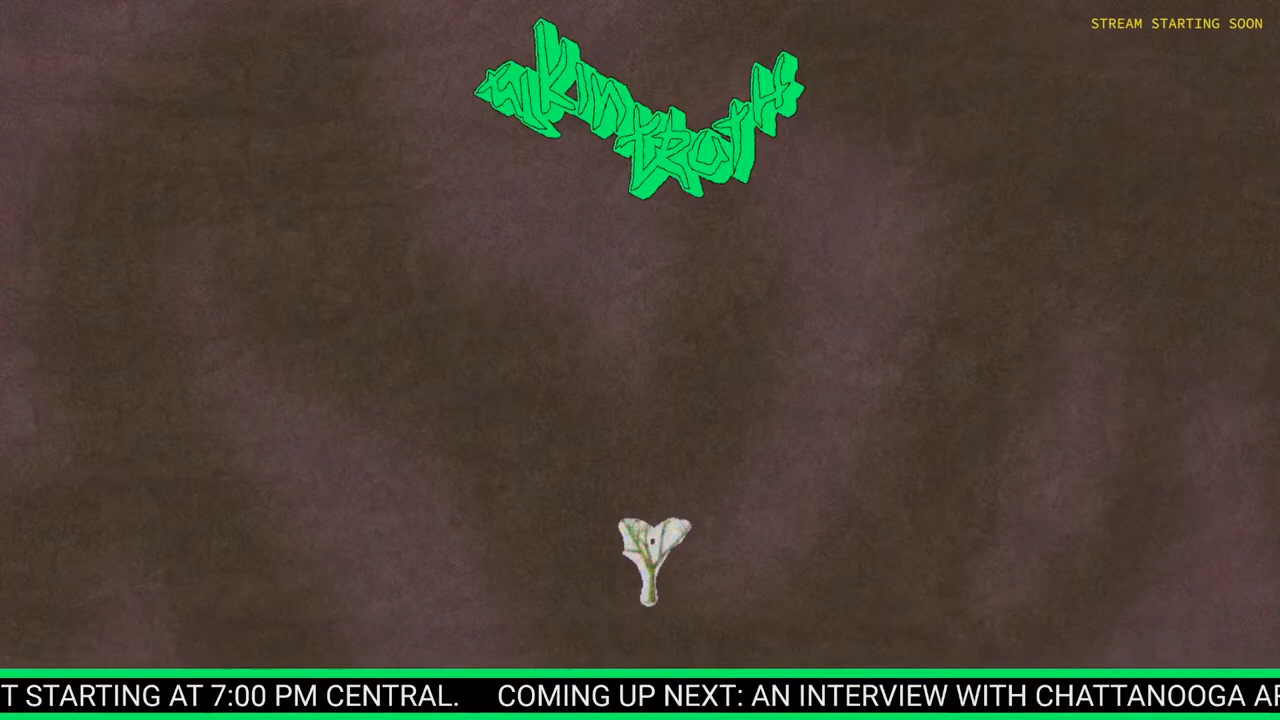 STREAM STARTING SOON
T STARTING AT 7:00 PM CENTRAL. COMING UP NEXT: AN INTERVIEW WITH CHATTANOOGA